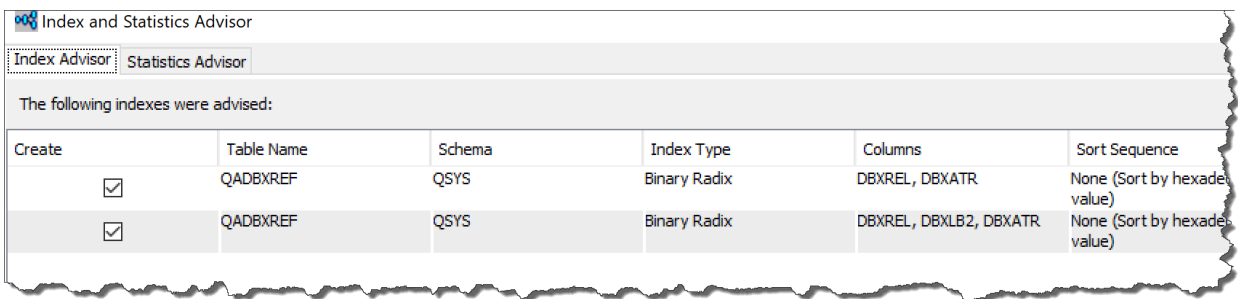 Index and Statistics Advisor
Index Advisor Statistics Advisor
The following indexes were advised:
Create Table Name Schema Index Type Columns Sort Sequence
QADBXREF QSYS Binary Radix DBXREL, DBXATR None (Sort by hexade
value)
QADBXREF QSYS Binary Radix DBXREL, DBXLB2, DBXATR None (Sort by hexade
value)